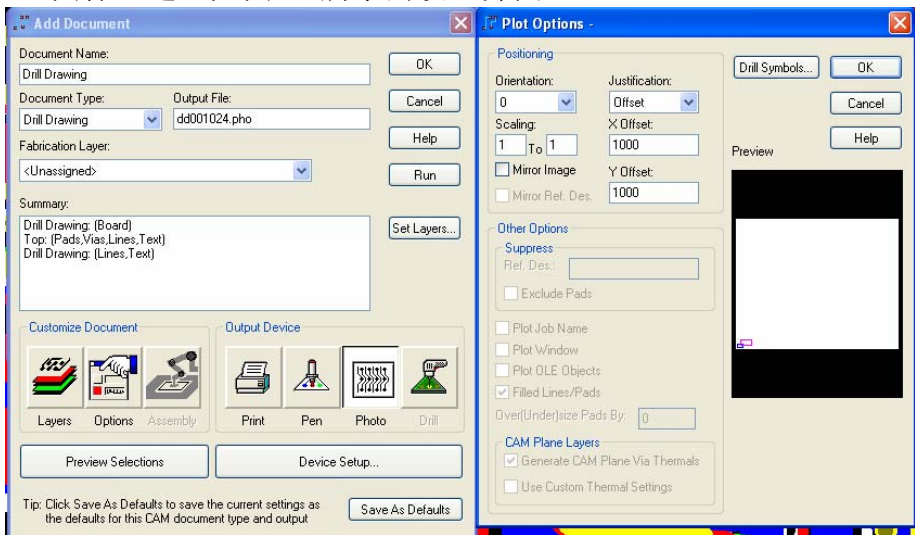 Add Document
Document Name:
Drill Drawing
Document Type:
Output File:
Drill Drawing
dd001024.pho
Fabrication Layer:
<Unassigned>
Summary:
Drill Drawing: (Board)
Top: (Pads,Vias,Lines,Text)
Drill Drawing: (Lines,Text)
OK
Cancel
Help
Run
Set Layers...
Customize Document
Layers
Options
Assembly
Output Device
Print
Pen
Photo
Drill
Preview Selections
Device Setup...
Tip: Click Save As Defaults to save the current settings as
the defaults for this CAM document type and output
Save As Defaults
Plot Options -
Positioning
Orientation:
Justification:
0
Offset
Scaling:
X Offset:
1 To 1
1000
Mirror Image
Y Offset:
Mirror Ref. Des.
1000
Drill Symbols...
OK
Cancel
Help
Preview
Other Options
Suppress
Ref. Des.:
Exclude Pads
Plot Job Name
Plot Window
Plot OLE Objects
Filled Lines/Pads
Over(Under)size Pads By:
0
CAM Plane Layers
Generate CAM Plane Via Thermals
Use Custom Thermal Settings